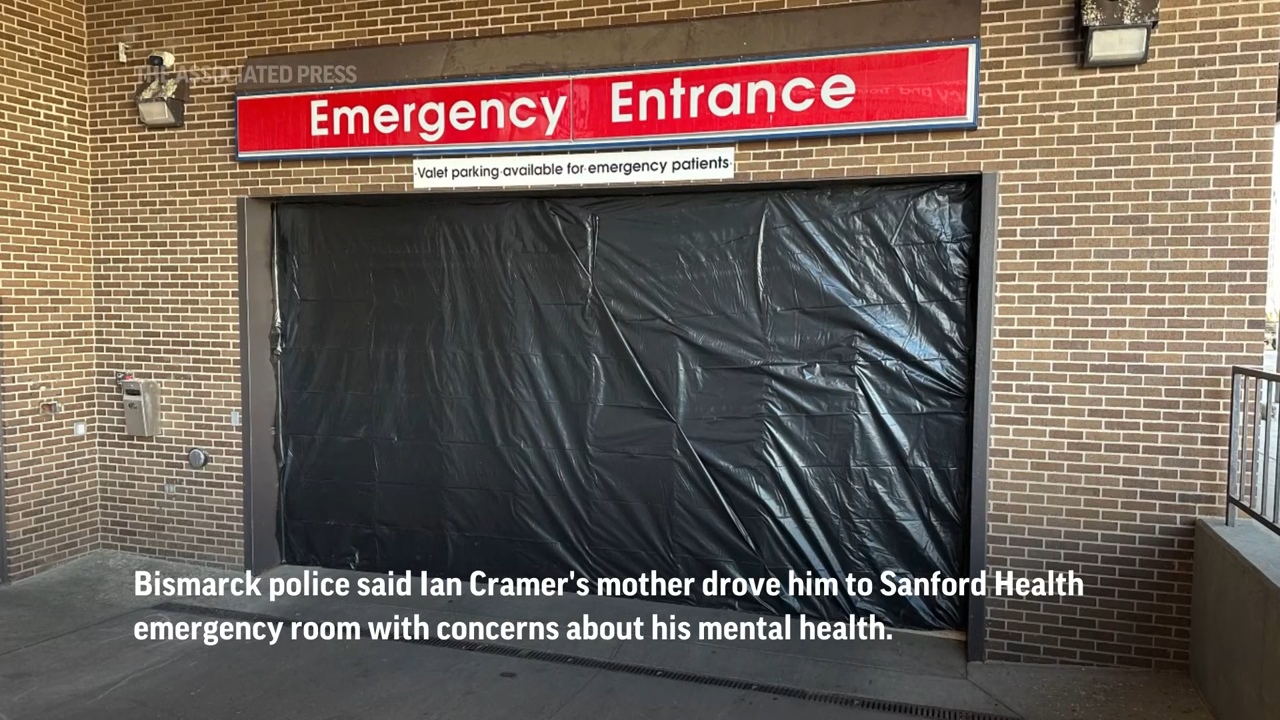 THE ASSOCIATED PRESS
Emergency Entrance
Valet parking available for emergency patients
Bismarck police said Ian Cramer's mother drove him to Sanford Health
emergency room with concerns about his mental health.